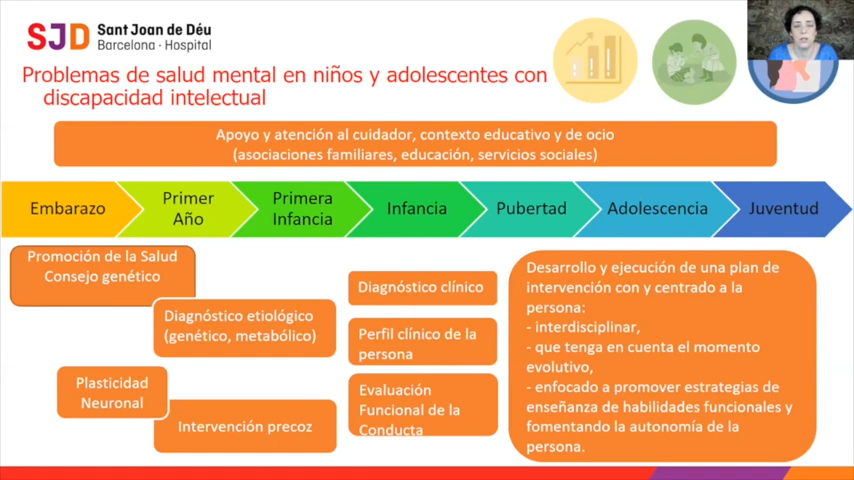 SJD
Sant Joan de Déu
Barcelona · Hospital
Problemas de salud mental en niños y adolescentes con
discapacidad intelectual
Apoyo y atención al cuidador, contexto educativo y de ocio
(asociaciones familiares, educación, servicios sociales)
Embarazo
Primer
Año
Primera
Infancia
Infancia
Pubertad
Adolescencia
Juventud
Promoción de la Salud
Consejo genético
Diagnóstico etiológico
(genético, metabólico)
Plasticidad
Neuronal
Intervención precoz
Diagnóstico clínico
Perfil clínico de la
persona
Evaluación
Funcional de la
Conducta
Desarrollo y ejecución de una plan de
intervención con y centrado a la
persona:
- interdisciplinar,
- que tenga en cuenta el momento
evolutivo,
- enfocado a promover estrategias de
enseñanza de habilidades funcionales y
fomentando la autonomía de la
persona.